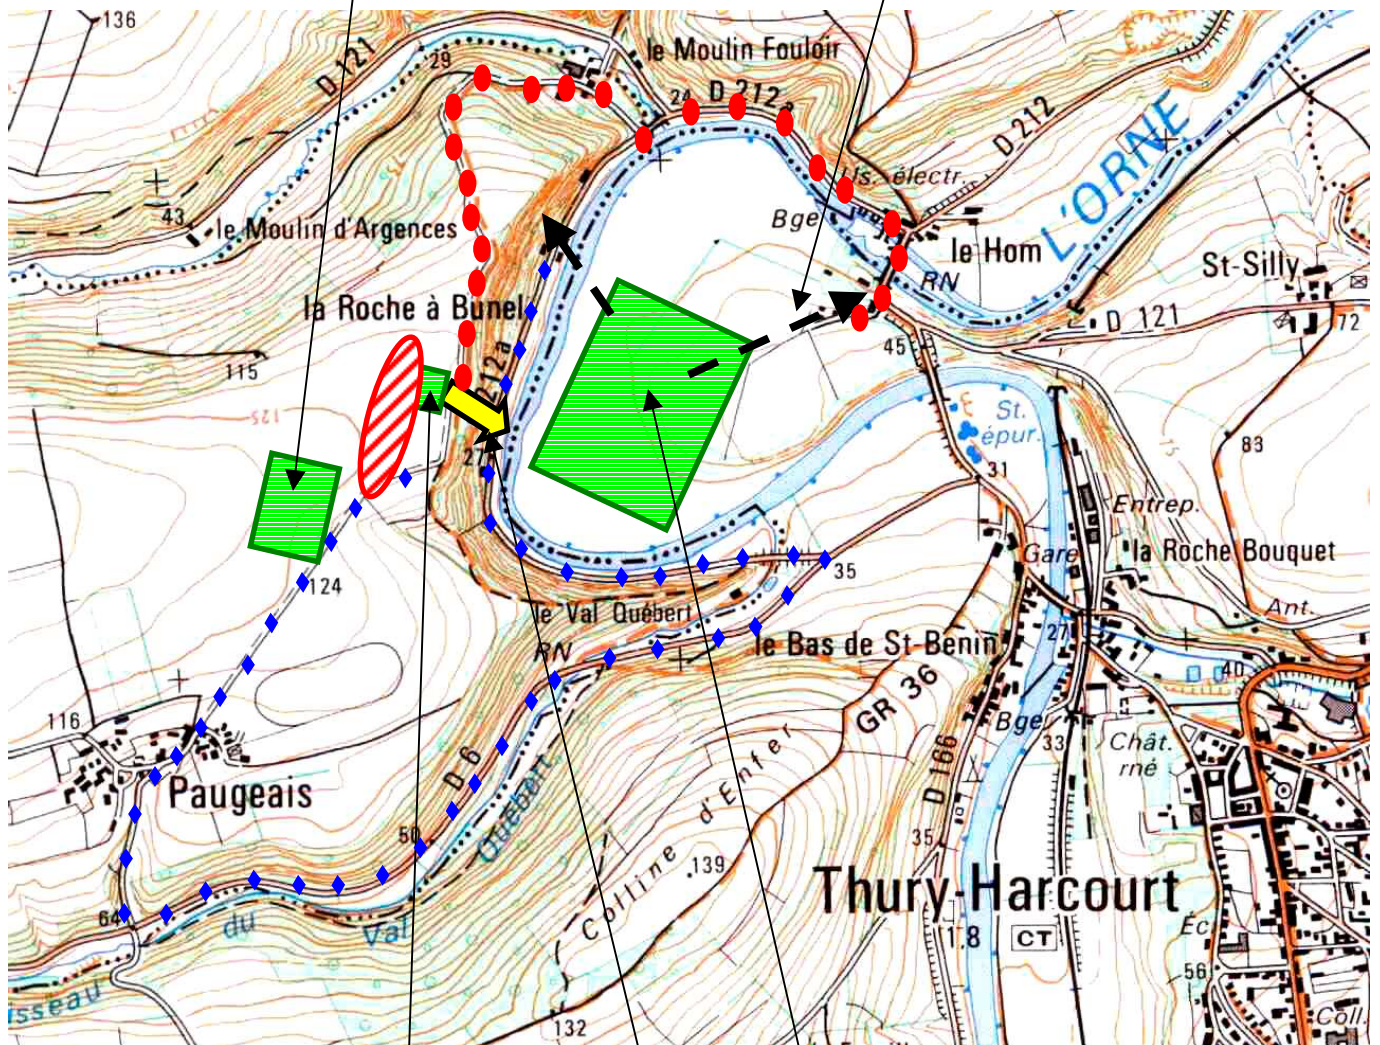 136
D 121
29
le Moulin Fouloir
24
D 212a
D 212
L'ORNE
Us. électr.
43
le Moulin d'Argences
Bge
le Hom
RN
St-Silly
la Roche à Bunel
D 121
72
212a
45
115
125
St.
épur.
75
83
27
31
Entrep.
Gare
la Roche Bouquet
35
124
le Val Québert
Ant.
RN
le Bas de St-Benin
27
40
GR 36
116
Bge
33
Chât.
rné
Paugeais
D 6
D 166
50
Québert
Colline d'Enfer
35
139
Thury-Harcourt
64
du
Val
1.8
CT
Éc.
56
isseau
132
Coll.